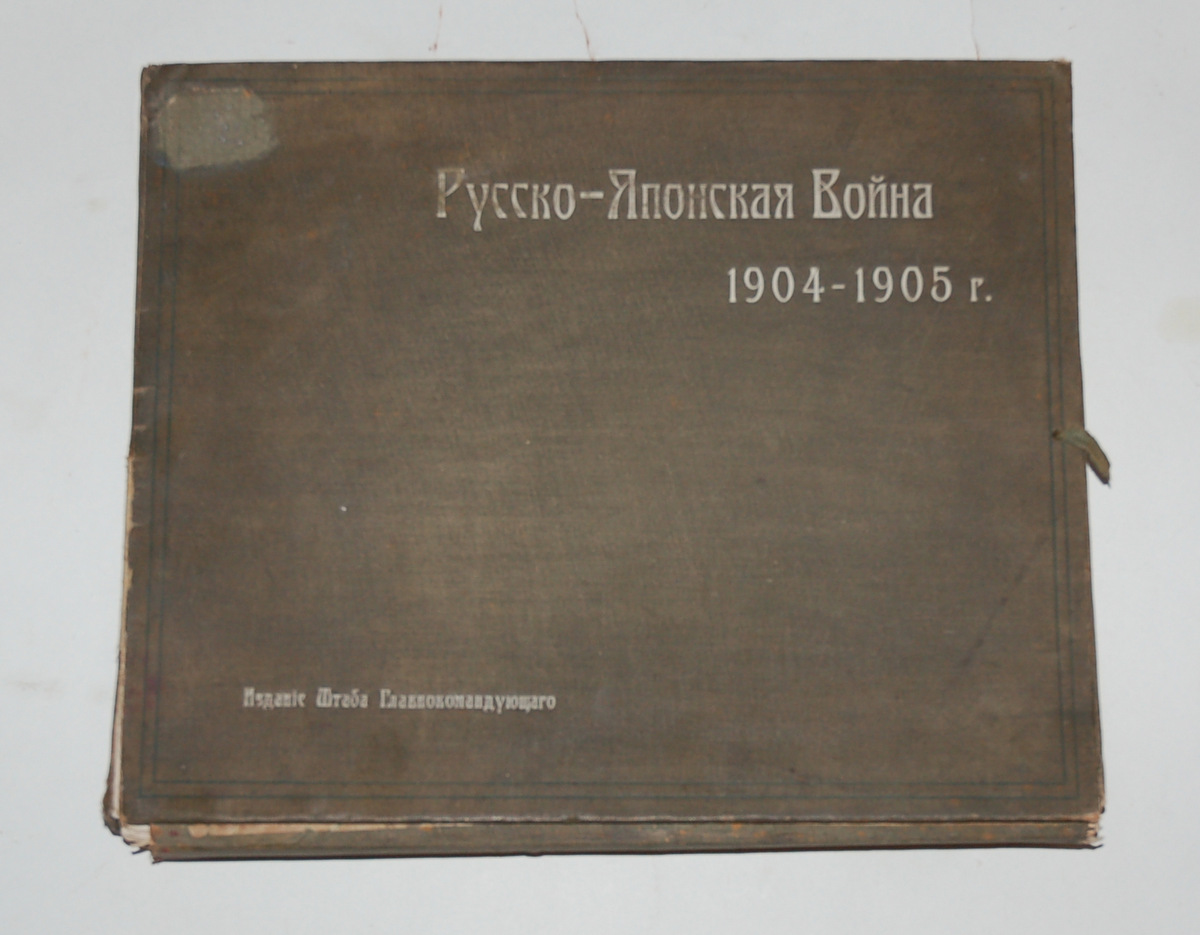 Русско-Японская Война
1904-1905 г.
Изданіе Штаба Главнокомандующаго